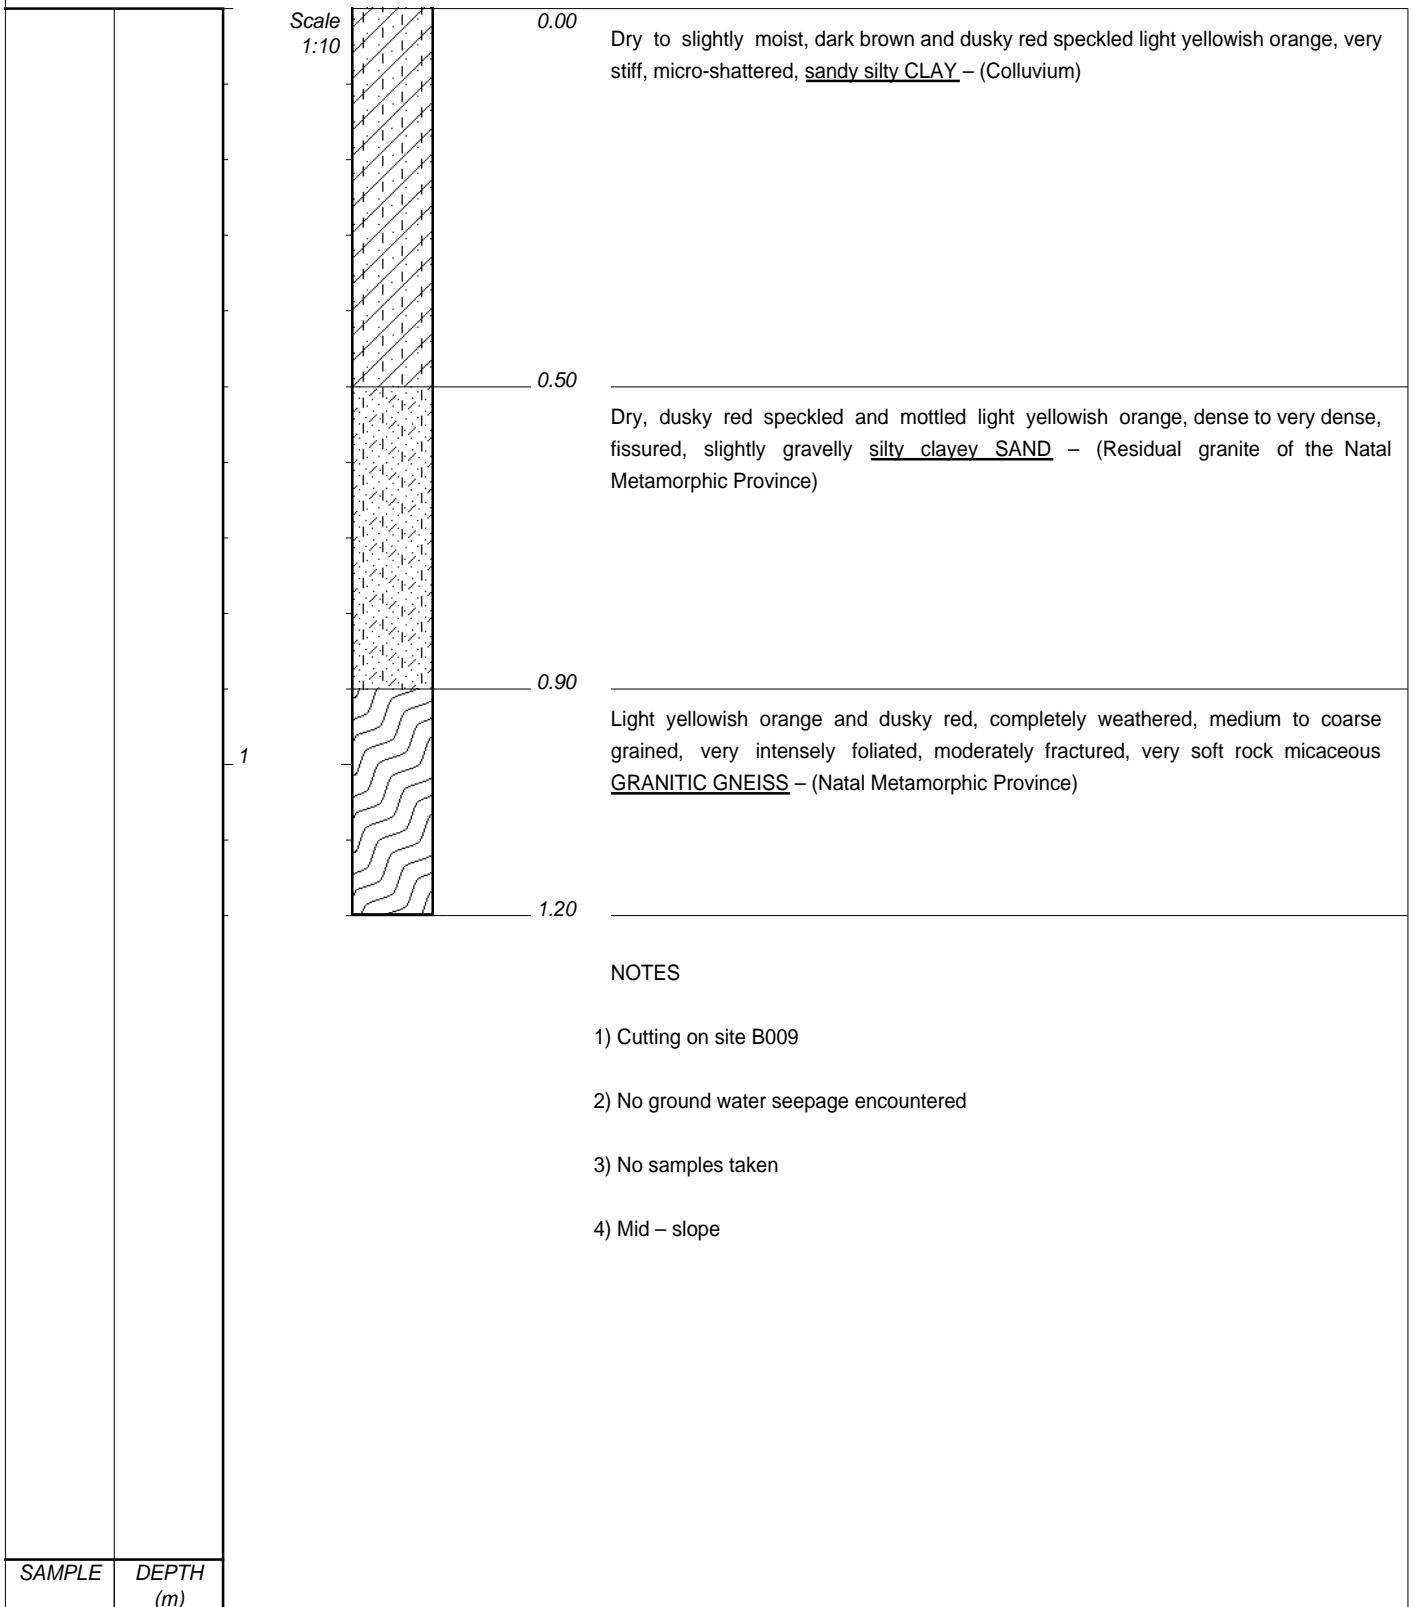 Scale
1:10
0.00
Dry to slightly moist, dark brown and dusky red speckled light yellowish orange, very
stiff, micro-shattered, sandy silty CLAY – (Colluvium)
0.50
Dry, dusky red speckled and mottled light yellowish orange, dense to very dense,
fissured, slightly gravelly silty clayey SAND – (Residual granite of the Natal
Metamorphic Province)
0.90
Light yellowish orange and dusky red, completely weathered, medium to coarse
grained, very intensely foliated, moderately fractured, very soft rock micaceous
GRANITIC GNEISS – (Natal Metamorphic Province)
1
1.20
NOTES
1) Cutting on site B009
2) No ground water seepage encountered
3) No samples taken
4) Mid – slope
SAMPLE
DEPTH
(m)